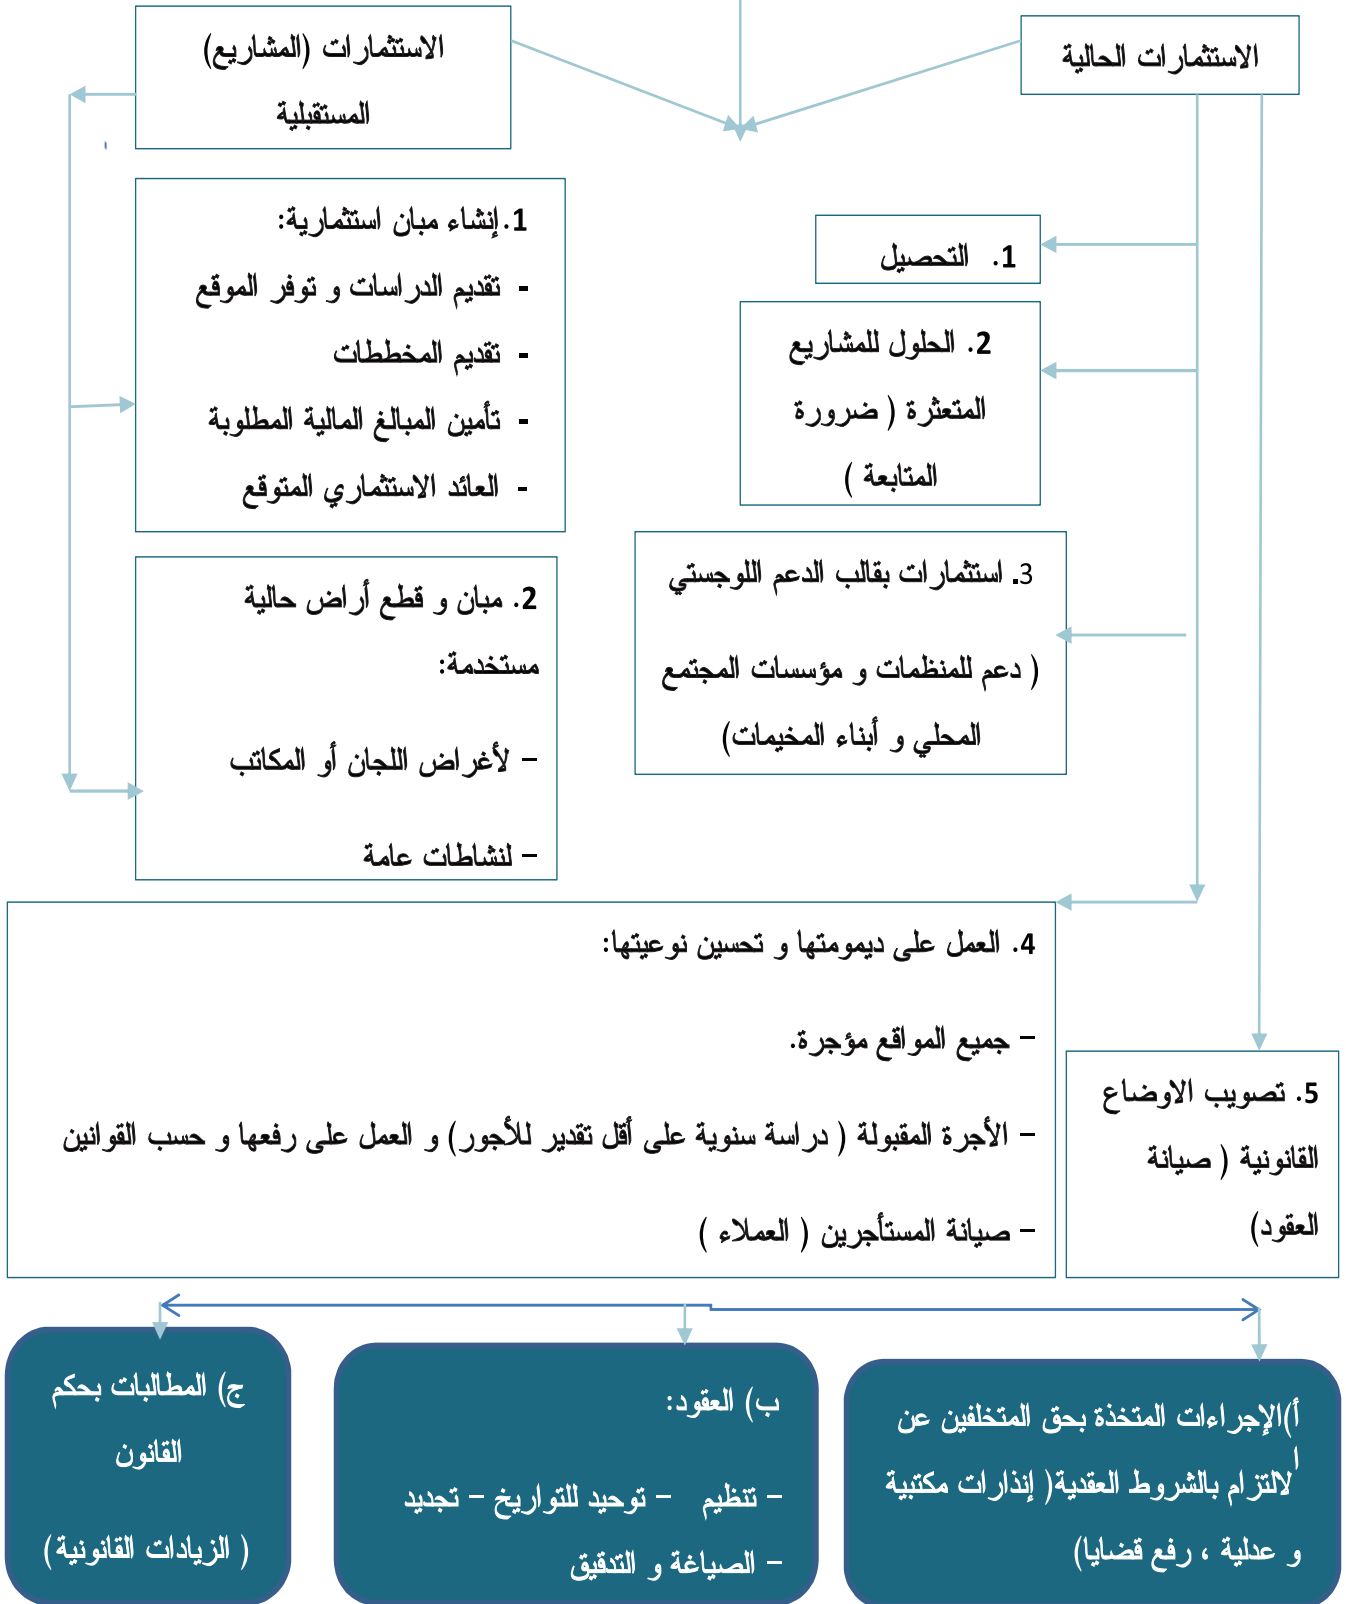 الاستثمارات الحالية
الاستثمارات (المشاريع)
المستقبلية
1. التحصيل
2. الحلول للمشاريع
المتعثرة ( ضرورة
المتابعة )
3. استثمارات بقالب الدعم اللوجستي
( دعم للمنظمات و مؤسسات المجتمع
المحلي و أبناء المخيمات)
1. إنشاء مبان استثمارية:
- تقديم الدراسات و توفر الموقع
- تقديم المخططات
- تأمين المبالغ المالية المطلوبة
- العائد الاستثماري المتوقع
2. مبان و قطع أراض حالية
مستخدمة:
– لأغراض اللجان أو المكاتب
– لنشاطات عامة
4. العمل على ديمومتها و تحسين نوعيتها:
– جميع المواقع مؤجرة.
– الأجرة المقبولة ( دراسة سنوية على أقل تقدير للأجور) و العمل على رفعها و حسب القوانين
– صيانة المستأجرين ( العملاء )
5. تصويب الاوضاع
القانونية ( صيانة
العقود)
أ)الإجراءات المتخذة بحق المتخلفين عن
الالتزام بالشروط العقدية( إنذارات مكتبية
و عدلية ، رفع قضايا)
ب) العقود:
– تنظيم – توحيد للتواريخ – تجديد
– الصياغة و التدقيق
ج) المطالبات بحكم
القانون
( الزيادات القانونية )